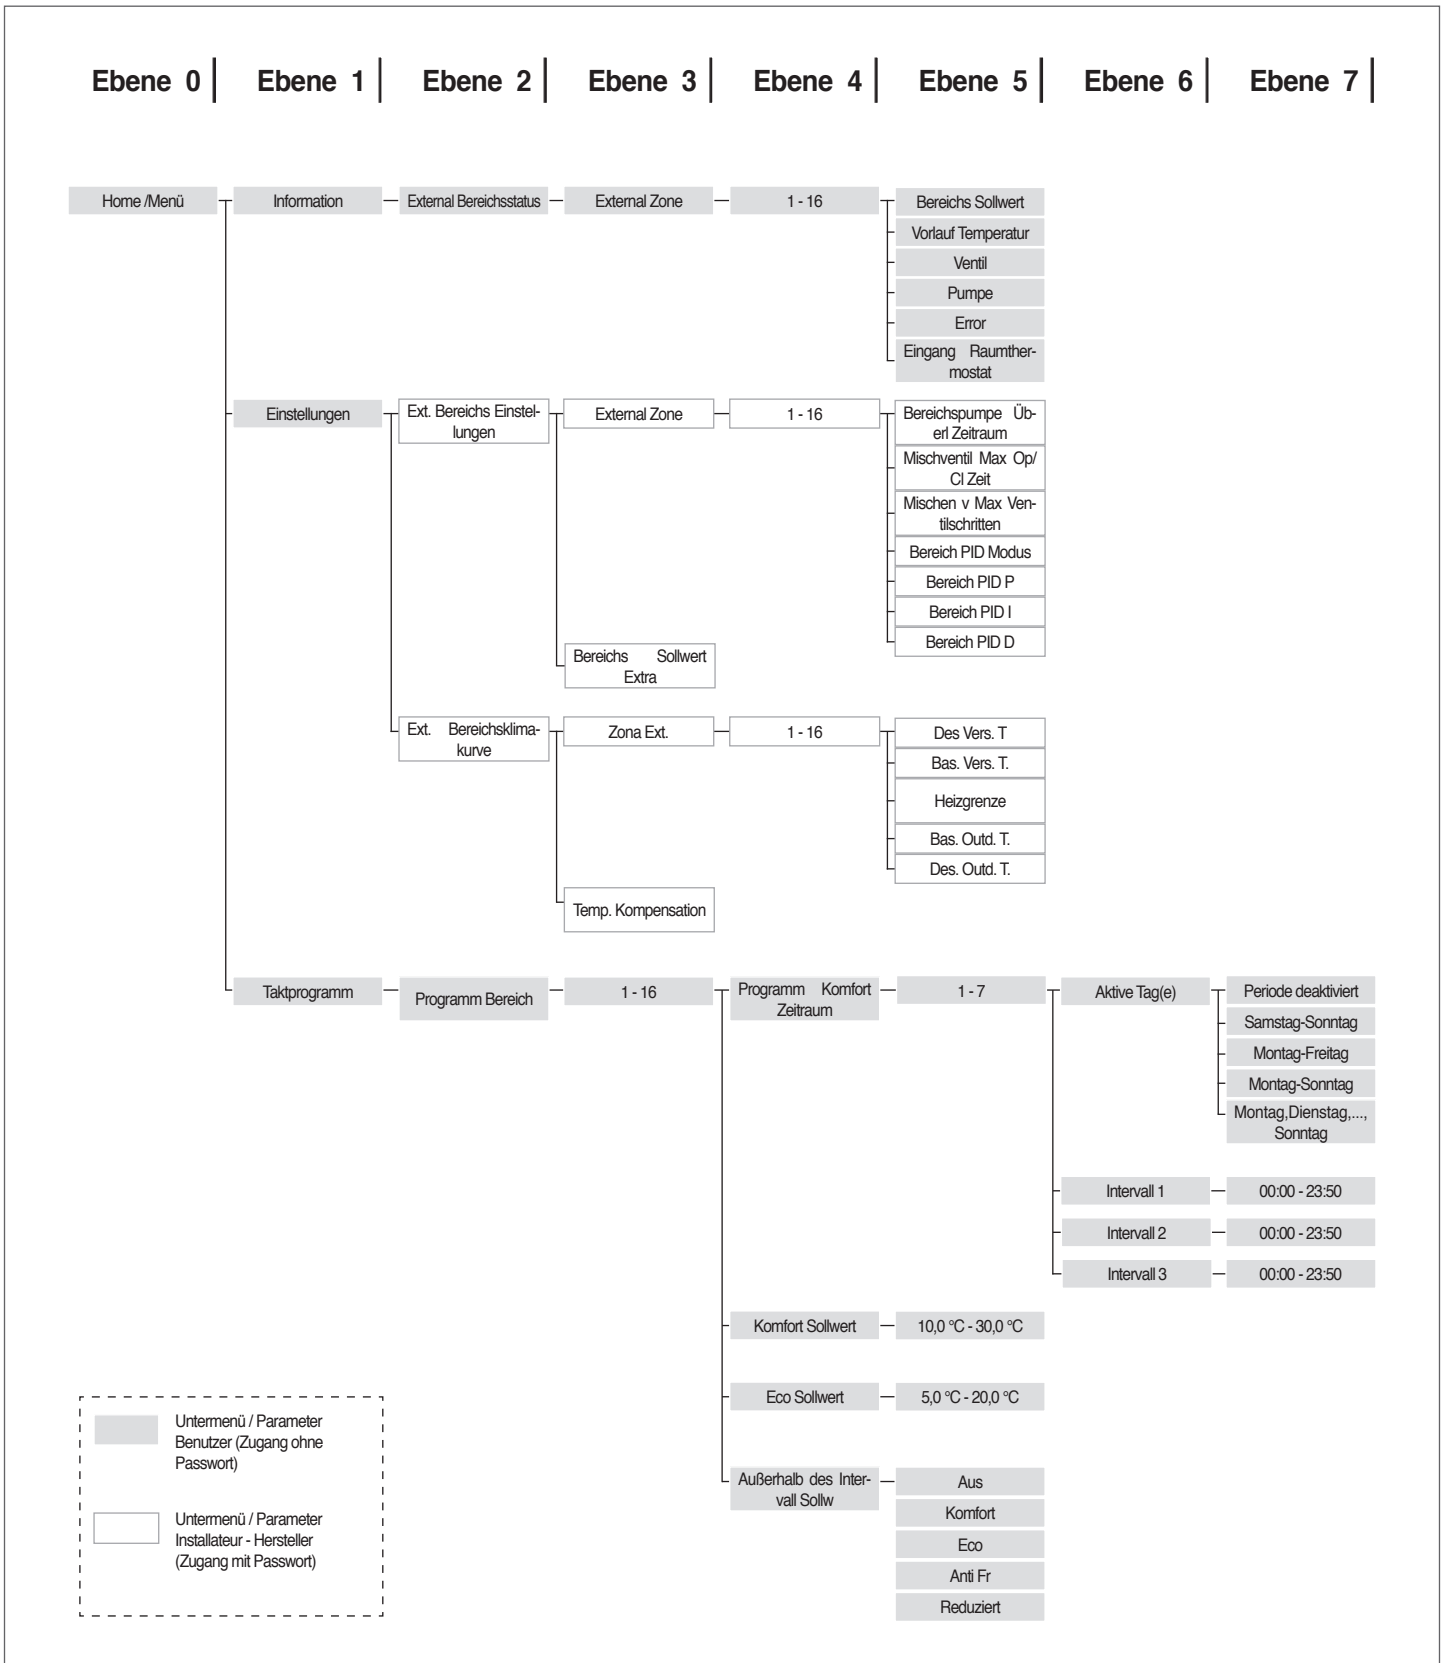 Ebene 0 Ebene 1 Ebene 2 Ebene 3 Ebene 4 Ebene 5 Ebene 6 Ebene 7
Home /Menü Information External Bereichsstatus External Zone 1 - 16 Bereichs Sollwert
Vorlauf Temperatur
Ventil
Pumpe
Error
Eingang Raumther-
mostat
Einstellungen
Ext. Bereichs Einstel-
lungen
External Zone
1 - 16
Bereichspumpe Üb-
erl Zeitraum
Mischventil Max Op/
Cl Zeit
Mischen v Max Ven-
tilschritten
Bereich PID Modus
Bereich PID P
Bereich PID I
Bereich PID D
Bereichs Sollwert
Extra
Ext. Bereichsklima-
kurve
Zona Ext.
1 - 16
Des Vers. T
Bas. Vers. T.
Heizgrenze
Bas. Outd. T.
Des. Outd. T.
Temp. Kompensation
Taktprogramm
Programm Bereich
1 - 16
Programm Komfort
Zeitraum
1 - 7
Aktive Tag(e)
Periode deaktiviert
Samstag-Sonntag
Montag-Freitag
Montag-Sonntag
Montag,Dienstag,...,
Sonntag
Intervall 1 00:00 - 23:50
Intervall 2 00:00 - 23:50
Intervall 3 00:00 - 23:50
Komfort Sollwert 10,0 °C - 30,0 °C
Eco Sollwert 5,0 °C - 20,0 °C
Außerhalb des Inter-
vall Sollw
Aus
Komfort
Eco
Anti Fr
Reduziert
Untermenü / Parameter
Benutzer (Zugang ohne
Passwort)
Untermenü / Parameter
Installateur - Hersteller
(Zugang mit Passwort)